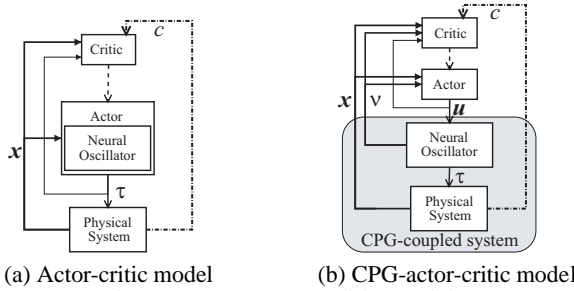 c
Critic
Actor
Neural
Oscillator
x
τ
Physical
System
(a) Actor-critic model
c
Critic
Actor
x
ν
u
Neural
Oscillator
τ
Physical
System
CPG-coupled system
(b) CPG-actor-critic model